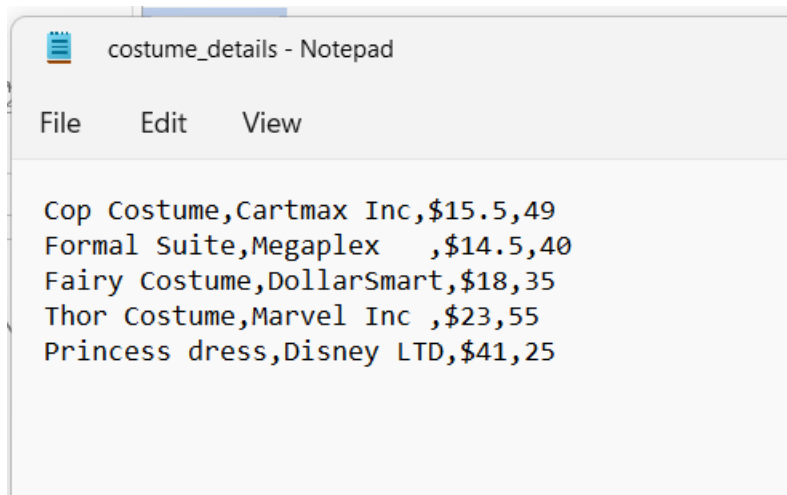 costume_details - Notepad
File Edit View
Cop Costume,Cartmax Inc,$15.5,49
Formal Suite,Megaplex   ,$14.5,40
Fairy Costume,DollarSmart,$18,35
Thor Costume,Marvel Inc ,$23,55
Princess dress,Disney LTD,$41,25